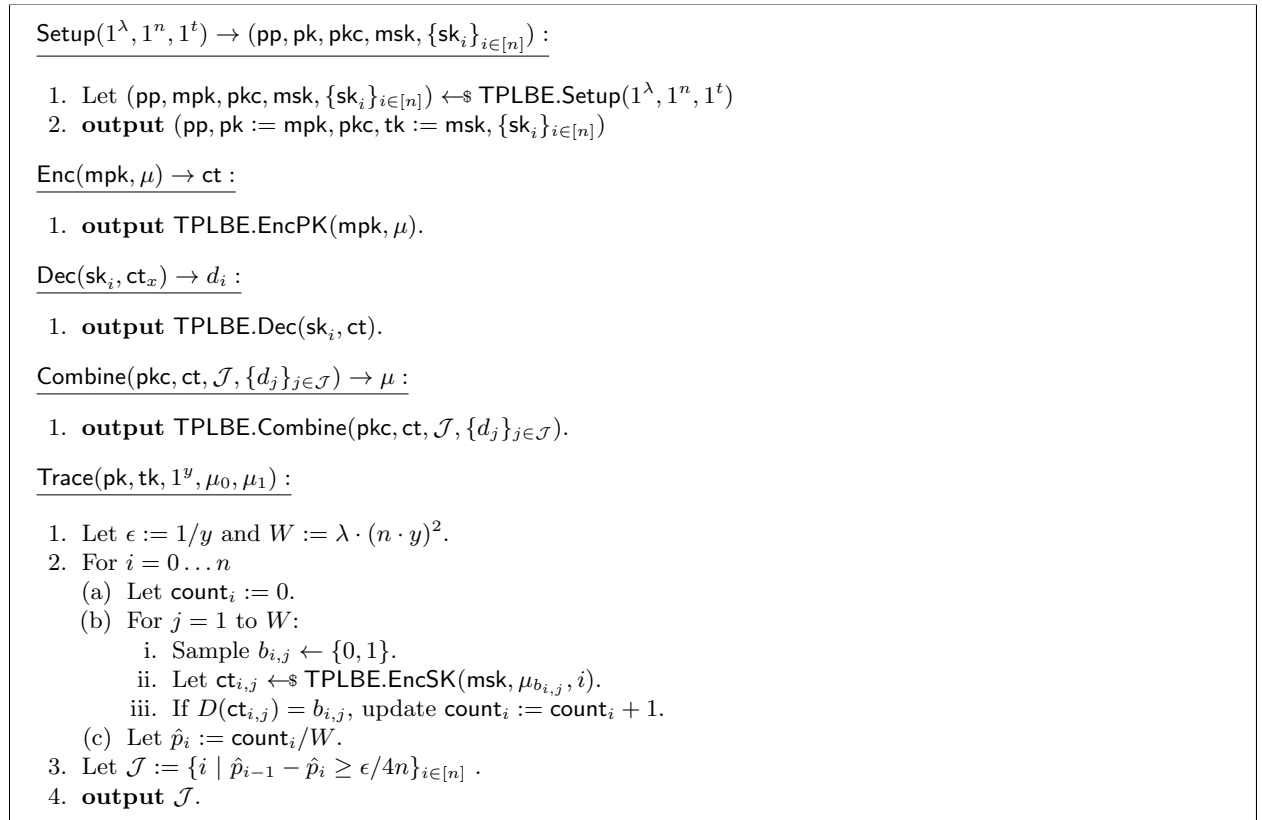 Setup(1^λ, 1^n, 1^t) → (pp, pk, pkc, msk, {sk_i}_{i∈[n]}) :
1. Let (pp, mpk, pkc, msk, {sk_i}_{i∈[n]}) ←$ TPLBE.Setup(1^λ, 1^n, 1^t)
2. output (pp, pk := mpk, pkc, tk := msk, {sk_i}_{i∈[n]})
Enc(mpk, μ) → ct :
1. output TPLBE.EncPK(mpk, μ).
Dec(sk_i, ct_x) → d_i :
1. output TPLBE.Dec(sk_i, ct).
Combine(pkc, ct, 𝒥, {d_j}_{j∈𝒥}) → μ :
1. output TPLBE.Combine(pkc, ct, 𝒥, {d_j}_{j∈𝒥}).
Trace(pk, tk, 1^y, μ_0, μ_1) :
1. Let ϵ := 1/y and W := λ · (n · y)^2.
2. For i = 0 … n
(a) Let count_i := 0.
(b) For j = 1 to W:
i. Sample b_{i,j} ← {0, 1}.
ii. Let ct_{i,j} ←$ TPLBE.EncSK(msk, μ_{b_{i,j}}, i).
iii. If D(ct_{i,j}) = b_{i,j}, update count_i := count_i + 1.
(c) Let p̂_i := count_i/W.
3. Let 𝒥 := {i | p̂_{i−1} − p̂_i ≥ ϵ/4n}_{i∈[n]} .
4. output 𝒥.